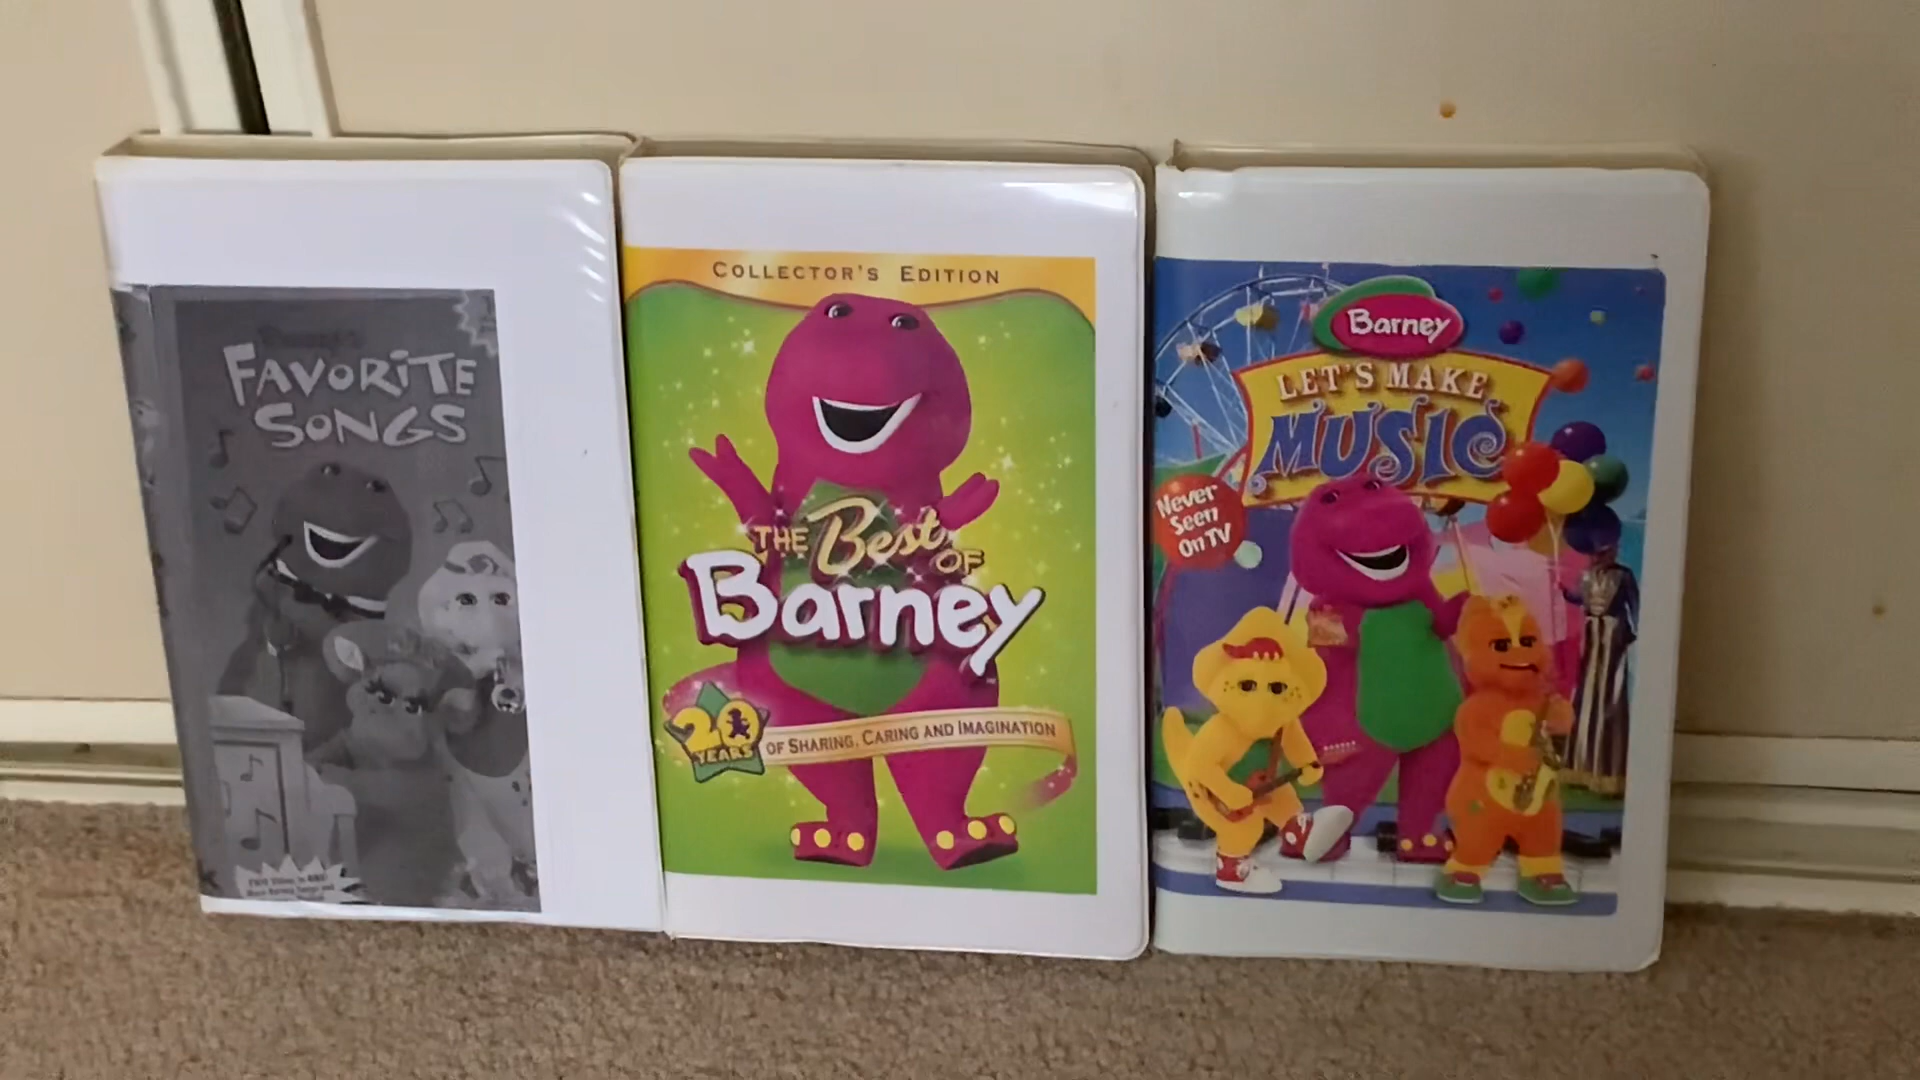 FAVORiTE
SONGS
COLLECTOR'S EDITION
THE Best OF
Barney
20
YEARS
OF SHARING, CARING AND IMAGINATION
Barney
LET'S MAKE
MUSIC
Never
Seen
On TV